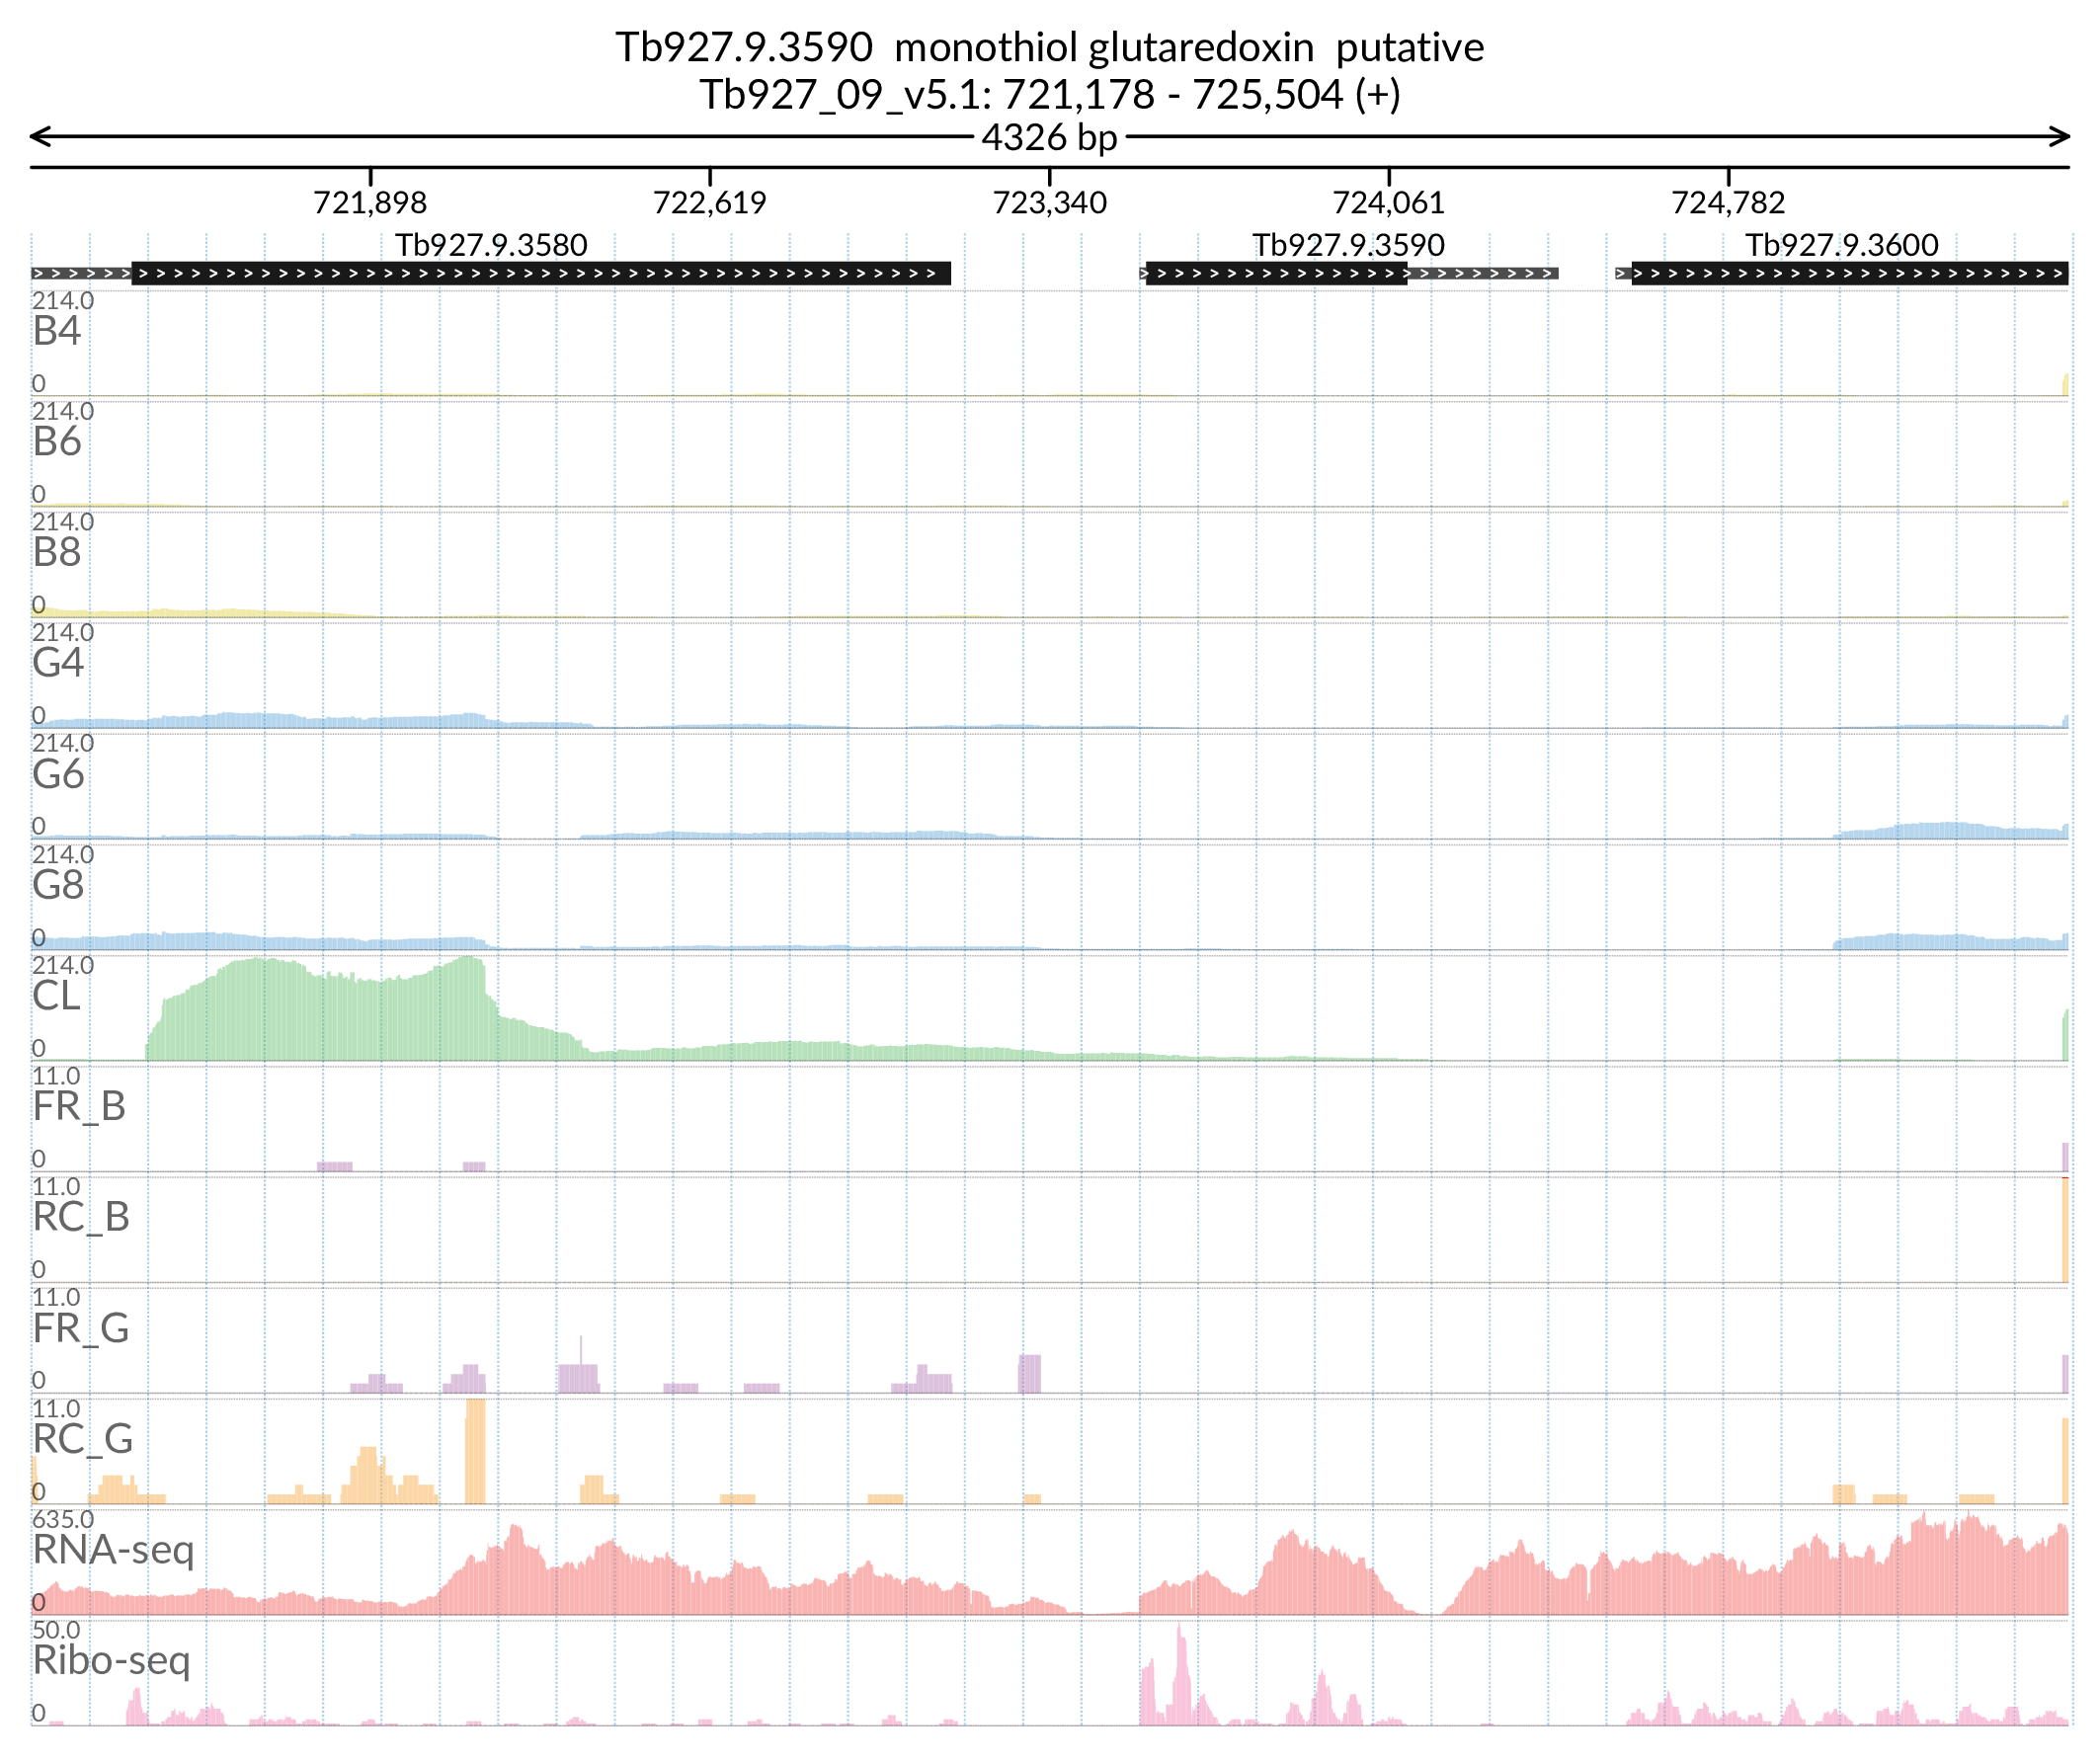 Tb927.9.3590 monothiol glutaredoxin putative
Tb927_09_v5.1: 721,178 - 725,504 (+)
4326 bp
721,898 722,619 723,340 724,061 724,782
Tb927.9.3580 Tb927.9.3590 Tb927.9.3600
214.0
B4
0
214.0
B6
0
214.0
B8
0
214.0
G4
0
214.0
G6
0
214.0
G8
0
214.0
CL
0
11.0
FR_B
0
11.0
RC_B
0
11.0
FR_G
0
11.0
RC_G
0
635.0
RNA-seq
0
50.0
Ribo-seq
0